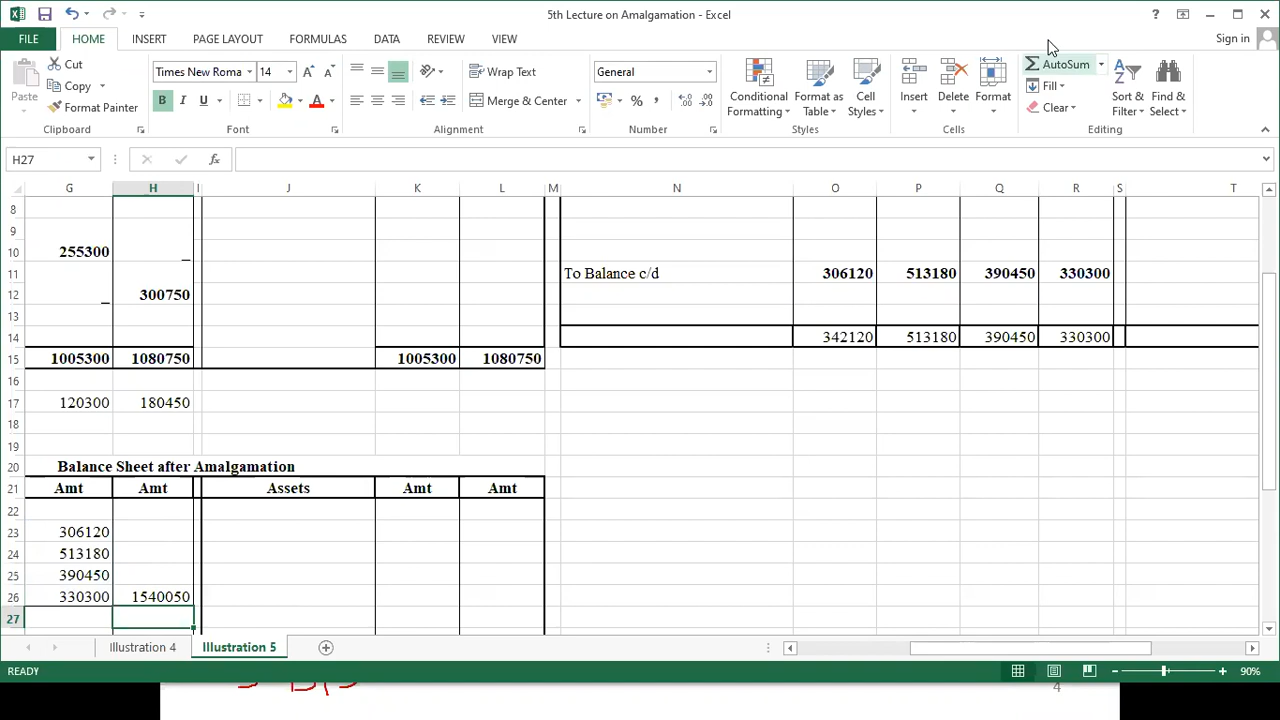 5th Lecture on Amalgamation - Excel
FILE HOME INSERT PAGE LAYOUT FORMULAS DATA REVIEW VIEW Sign in
Paste Cut Copy Format Painter
Clipboard
Times New Roma 14
B I U
Font
Wrap Text
Merge & Center
Alignment
General
%
Number
Conditional Formatting Format as Table Cell Styles
Styles
Insert Delete Format
Cells
AutoSum
Fill
Clear
Sort & Filter Find & Select
Editing
H27 fx
G H I J K L M N O P Q R S T
8
9
10 255300 _
11 To Balance c/d 306120 513180 390450 330300
12 _ 300750
13
14 342120 513180 390450 330300
15 1005300 1080750 1005300 1080750
16
17 120300 180450
18
19
20 Balance Sheet after Amalgamation
21 Amt Amt Assets Amt Amt
22
23 306120
24 513180
25 390450
26 330300 1540050
27
Illustration 4 Illustration 5
READY 90%
4